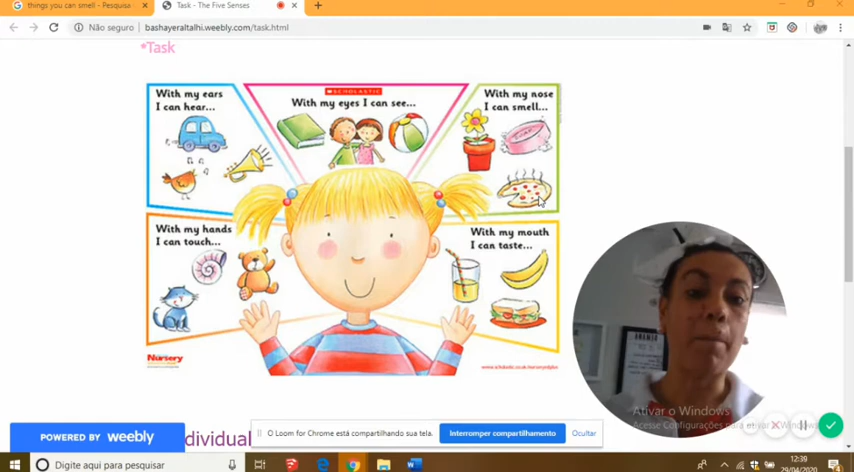 things you can smell - Pesquisa
Task - The Five Senses
Não seguro
bashayeraltalhi.weebly.com/task.html
*Task
With my ears
I can hear...
SCHOLASTIC
With my eyes I can see...
With my nose
I can smell...
With my hands
I can touch...
With my mouth
I can taste...
Nursery
www.scholastic.co.uk/nurseryedplus
Ativar o Windows
Acesse Configurações para ativar o Windows
POWERED BY weebly
dividual
O Loom for Chrome está compartilhando sua tela.
Interromper compartilhamento
Ocultar
Digite aqui para pesquisar
12:39
29/04/2020